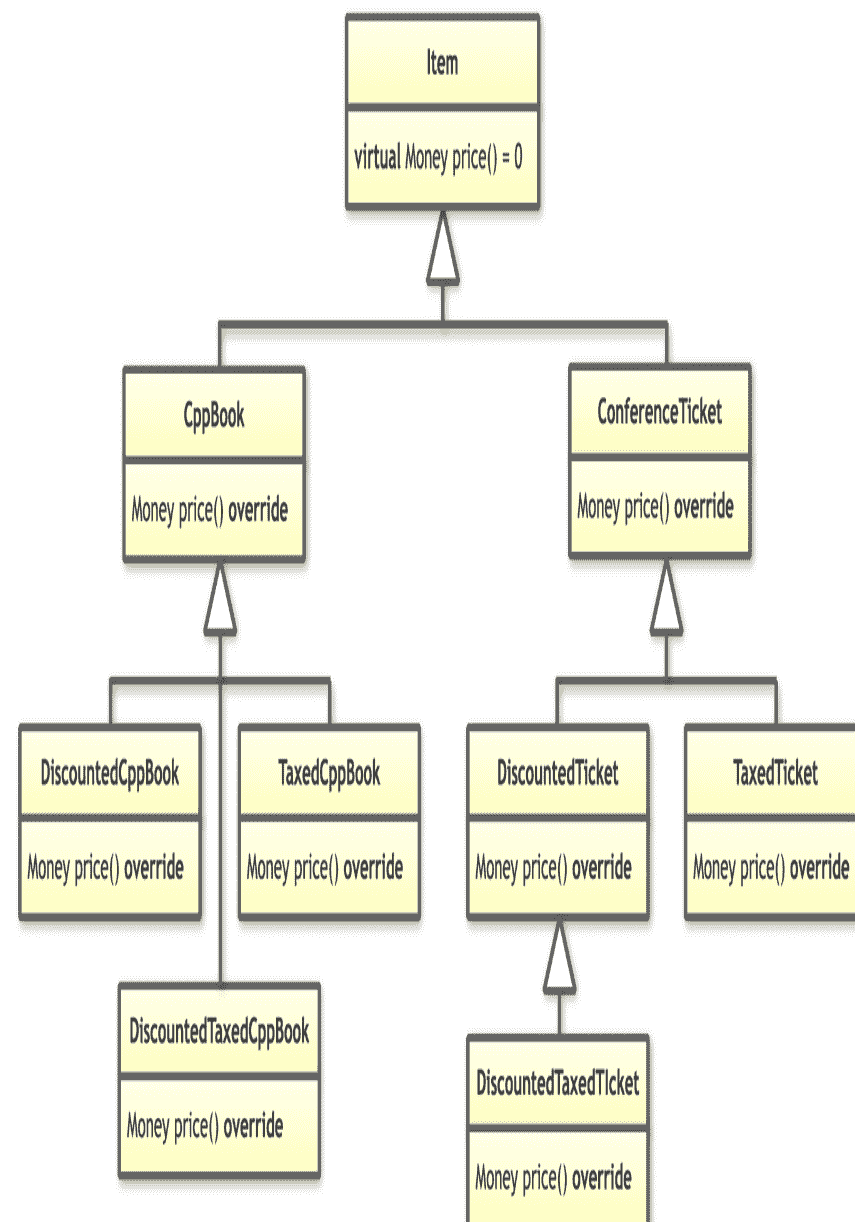 Item
virtual Money price() = 0
CppBook
Money price() override
ConferenceTicket
Money price() override
DiscountedCppBook
Money price() override
TaxedCppBook
Money price() override
DiscountedTicket
Money price() override
TaxedTicket
Money price() override
DiscountedTaxedCppBook
Money price() override
DiscountedTaxedTIcket
Money price() override